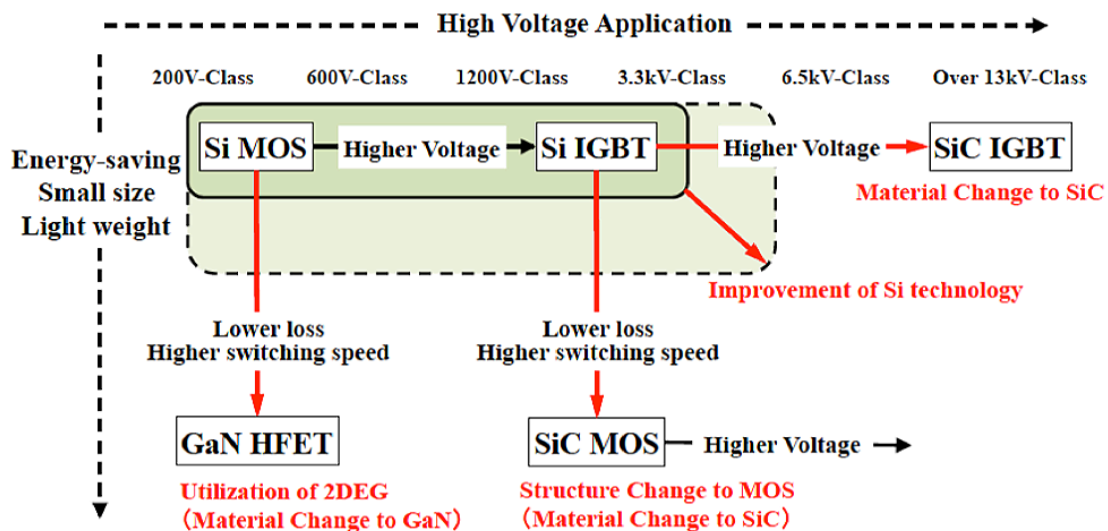 High Voltage Application
200V-Class 600V-Class 1200V-Class 3.3kV-Class 6.5kV-Class Over 13kV-Class
Energy-saving
Small size
Light weight
Si MOS Higher Voltage Si IGBT Higher Voltage SiC IGBT
Material Change to SiC
Improvement of Si technology
Lower loss
Higher switching speed
Lower loss
Higher switching speed
GaN HFET
SiC MOS Higher Voltage
Utilization of 2DEG
(Material Change to GaN)
Structure Change to MOS
(Material Change to SiC)